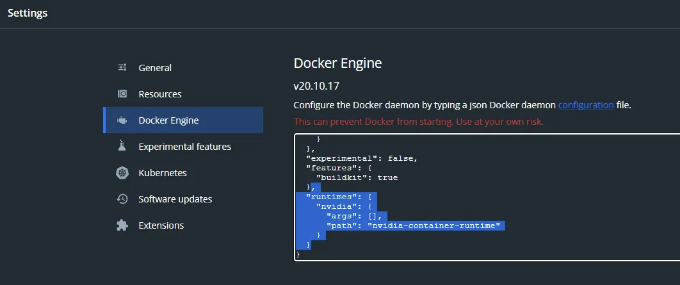 Settings
General
Resources
Docker Engine
Experimental features
Kubernetes
Software updates
Extensions
Docker Engine
v20.10.17
Configure the Docker daemon by typing a json Docker daemon configuration file.
This can prevent Docker from starting. Use at your own risk.
    }
  },
  "experimental": false,
  "features": {
    "buildkit": true
  },
  "runtimes": {
    "nvidia": {
      "args": [],
      "path": "nvidia-container-runtime"
    }
  }
}